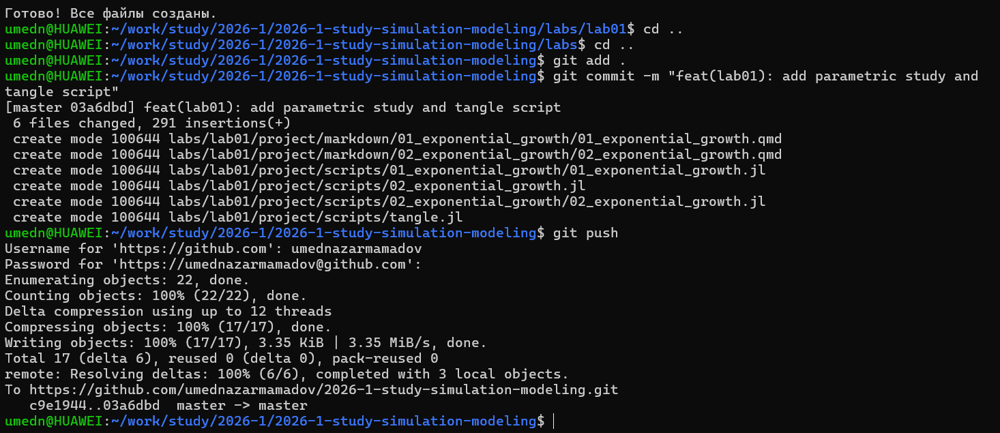 Готово! Все файлы созданы.
umedn@HUAWEI:~/work/study/2026-1/2026-1-study-simulation-modeling/labs/lab01$ cd ..
umedn@HUAWEI:~/work/study/2026-1/2026-1-study-simulation-modeling/labs$ cd ..
umedn@HUAWEI:~/work/study/2026-1/2026-1-study-simulation-modeling$ git add .
umedn@HUAWEI:~/work/study/2026-1/2026-1-study-simulation-modeling$ git commit -m "feat(lab01): add parametric study and
tangle script"
[master 03a6dbd] feat(lab01): add parametric study and tangle script
 6 files changed, 291 insertions(+)
 create mode 100644 labs/lab01/project/markdown/01_exponential_growth/01_exponential_growth.qmd
 create mode 100644 labs/lab01/project/markdown/02_exponential_growth/02_exponential_growth.qmd
 create mode 100644 labs/lab01/project/scripts/01_exponential_growth/01_exponential_growth.jl
 create mode 100644 labs/lab01/project/scripts/02_exponential_growth.jl
 create mode 100644 labs/lab01/project/scripts/02_exponential_growth/02_exponential_growth.jl
 create mode 100644 labs/lab01/project/scripts/tangle.jl
umedn@HUAWEI:~/work/study/2026-1/2026-1-study-simulation-modeling$ git push
Username for 'https://github.com': umednazarmamadov
Password for 'https://umednazarmamadov@github.com':
Enumerating objects: 22, done.
Counting objects: 100% (22/22), done.
Delta compression using up to 12 threads
Compressing objects: 100% (17/17), done.
Writing objects: 100% (17/17), 3.35 KiB | 3.35 MiB/s, done.
Total 17 (delta 6), reused 0 (delta 0), pack-reused 0
remote: Resolving deltas: 100% (6/6), completed with 3 local objects.
To https://github.com/umednazarmamadov/2026-1-study-simulation-modeling.git
   c9e1944..03a6dbd  master -> master
umedn@HUAWEI:~/work/study/2026-1/2026-1-study-simulation-modeling$